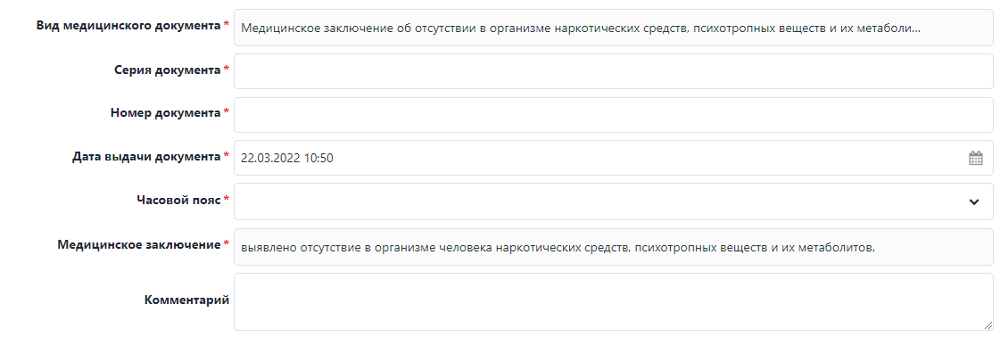 Вид медицинского документа * Медицинское заключение об отсутствии в организме наркотических средств, психотропных веществ и их метаболи...
Серия документа *
Номер документа *
Дата выдачи документа * 22.03.2022 10:50
Часовой пояс *
Медицинское заключение * выявлено отсутствие в организме человека наркотических средств, психотропных веществ и их метаболитов.
Комментарий